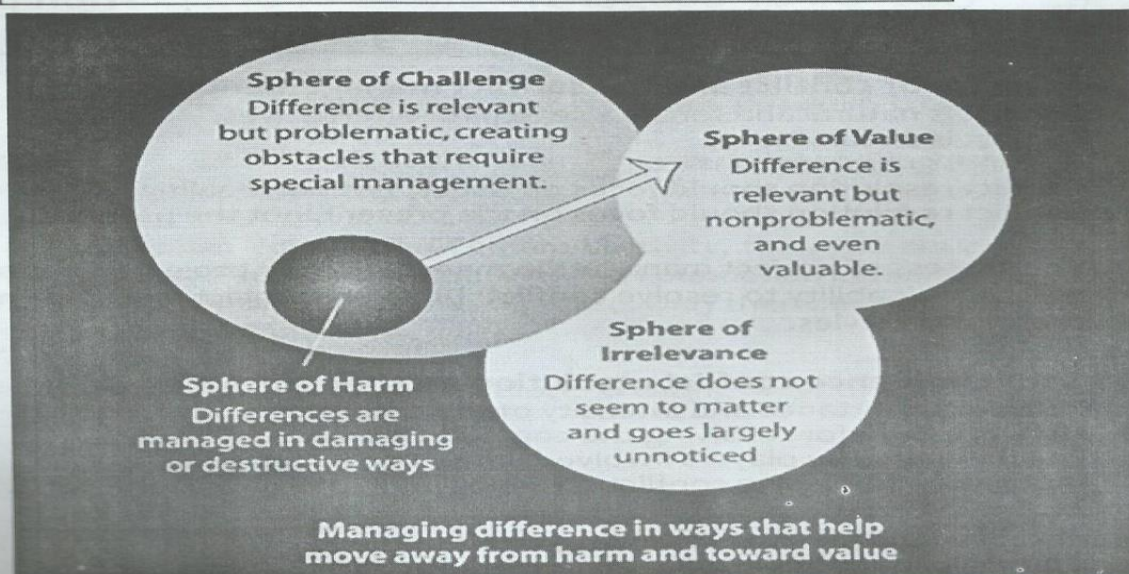 Sphere of Challenge
Difference is relevant
but problematic, creating
obstacles that require
special management.
Sphere of Value
Difference is
relevant but
nonproblematic,
and even
valuable.
Sphere of
Irrelevance
Difference does not
seem to matter
and goes largely
unnoticed
Sphere of Harm
Differences are
managed in damaging
or destructive ways
Managing difference in ways that help
move away from harm and toward value